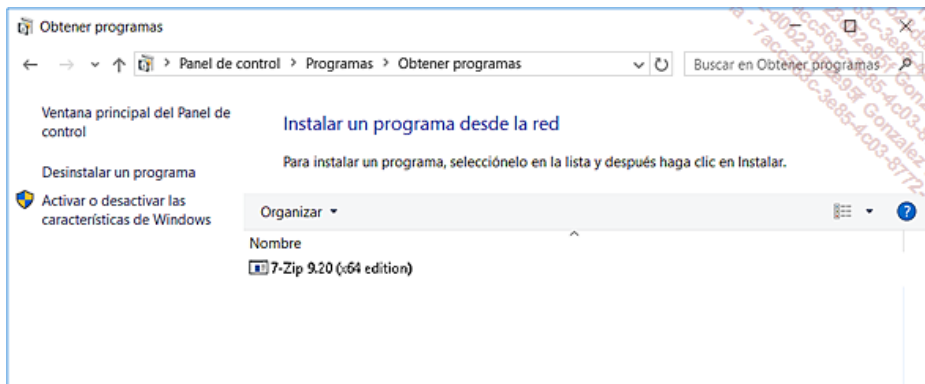 Obtener programas
Panel de control > Programas > Obtener programas
Buscar en Obtener programas
Ventana principal del Panel de
control
Instalar un programa desde la red
Para instalar un programa, selecciónelo en la lista y después haga clic en Instalar.
Desinstalar un programa
Activar o desactivar las
características de Windows
Organizar
Nombre
7-Zip 9.20 (x64 edition)